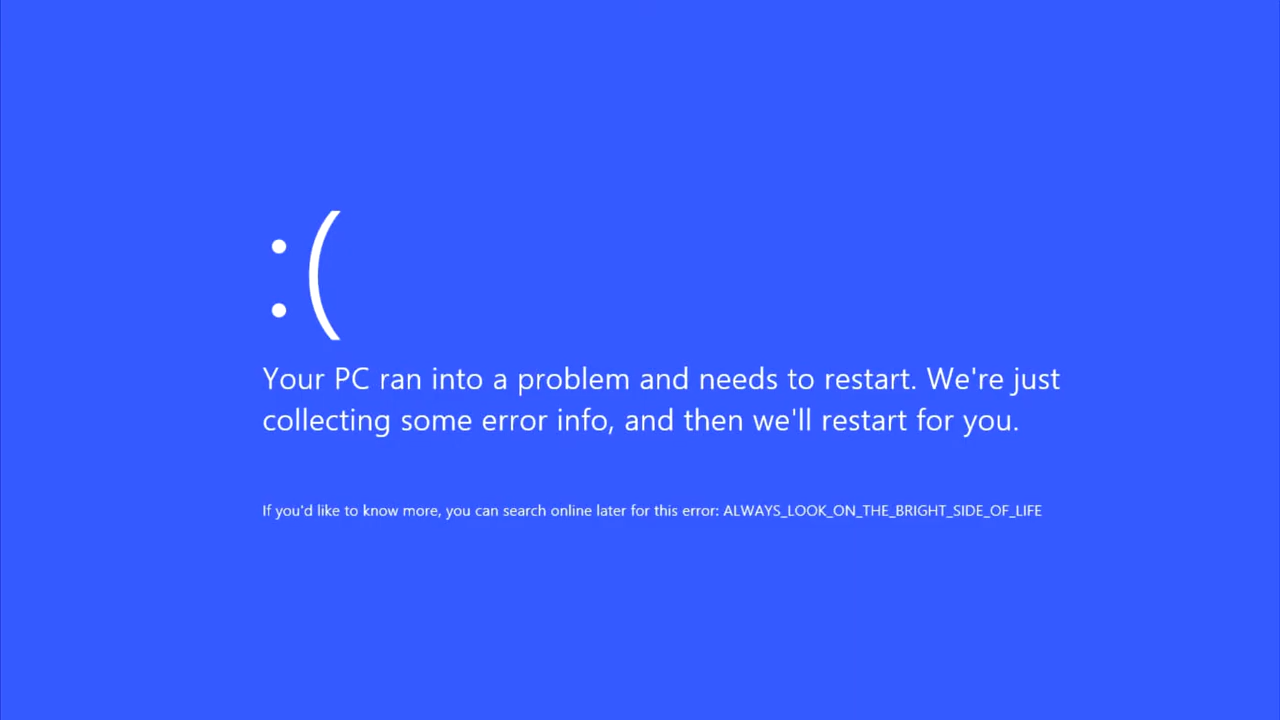 :(
Your PC ran into a problem and needs to restart. We're just
collecting some error info, and then we'll restart for you.
If you'd like to know more, you can search online later for this error: ALWAYS_LOOK_ON_THE_BRIGHT_SIDE_OF_LIFE